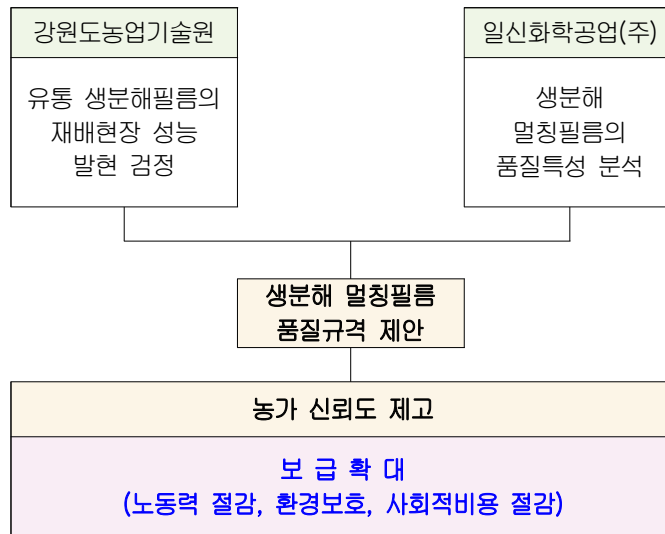 강원도농업기술원
유통 생분해필름의
재배현장 성능
발현 검정
일신화학공업(주)
생분해
멀칭필름의
품질특성 분석
생분해 멀칭필름
품질규격 제안
농가 신뢰도 제고
보 급 확 대
(노동력 절감, 환경보호, 사회적비용 절감)